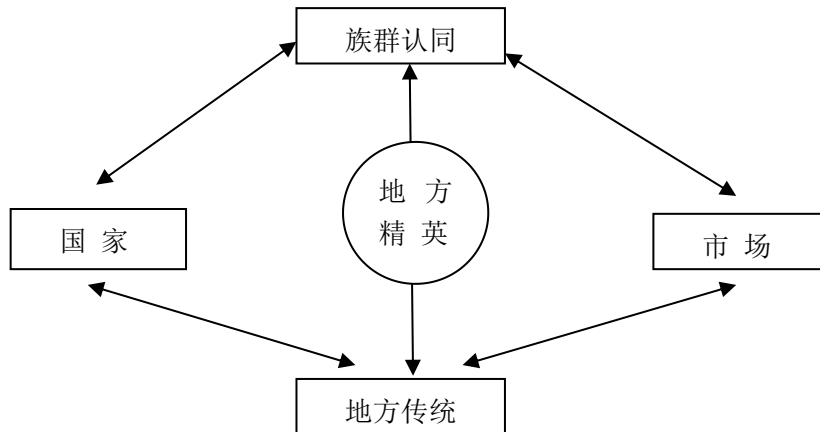 族群认同
地 方
精 英
国 家
市 场
地方传统